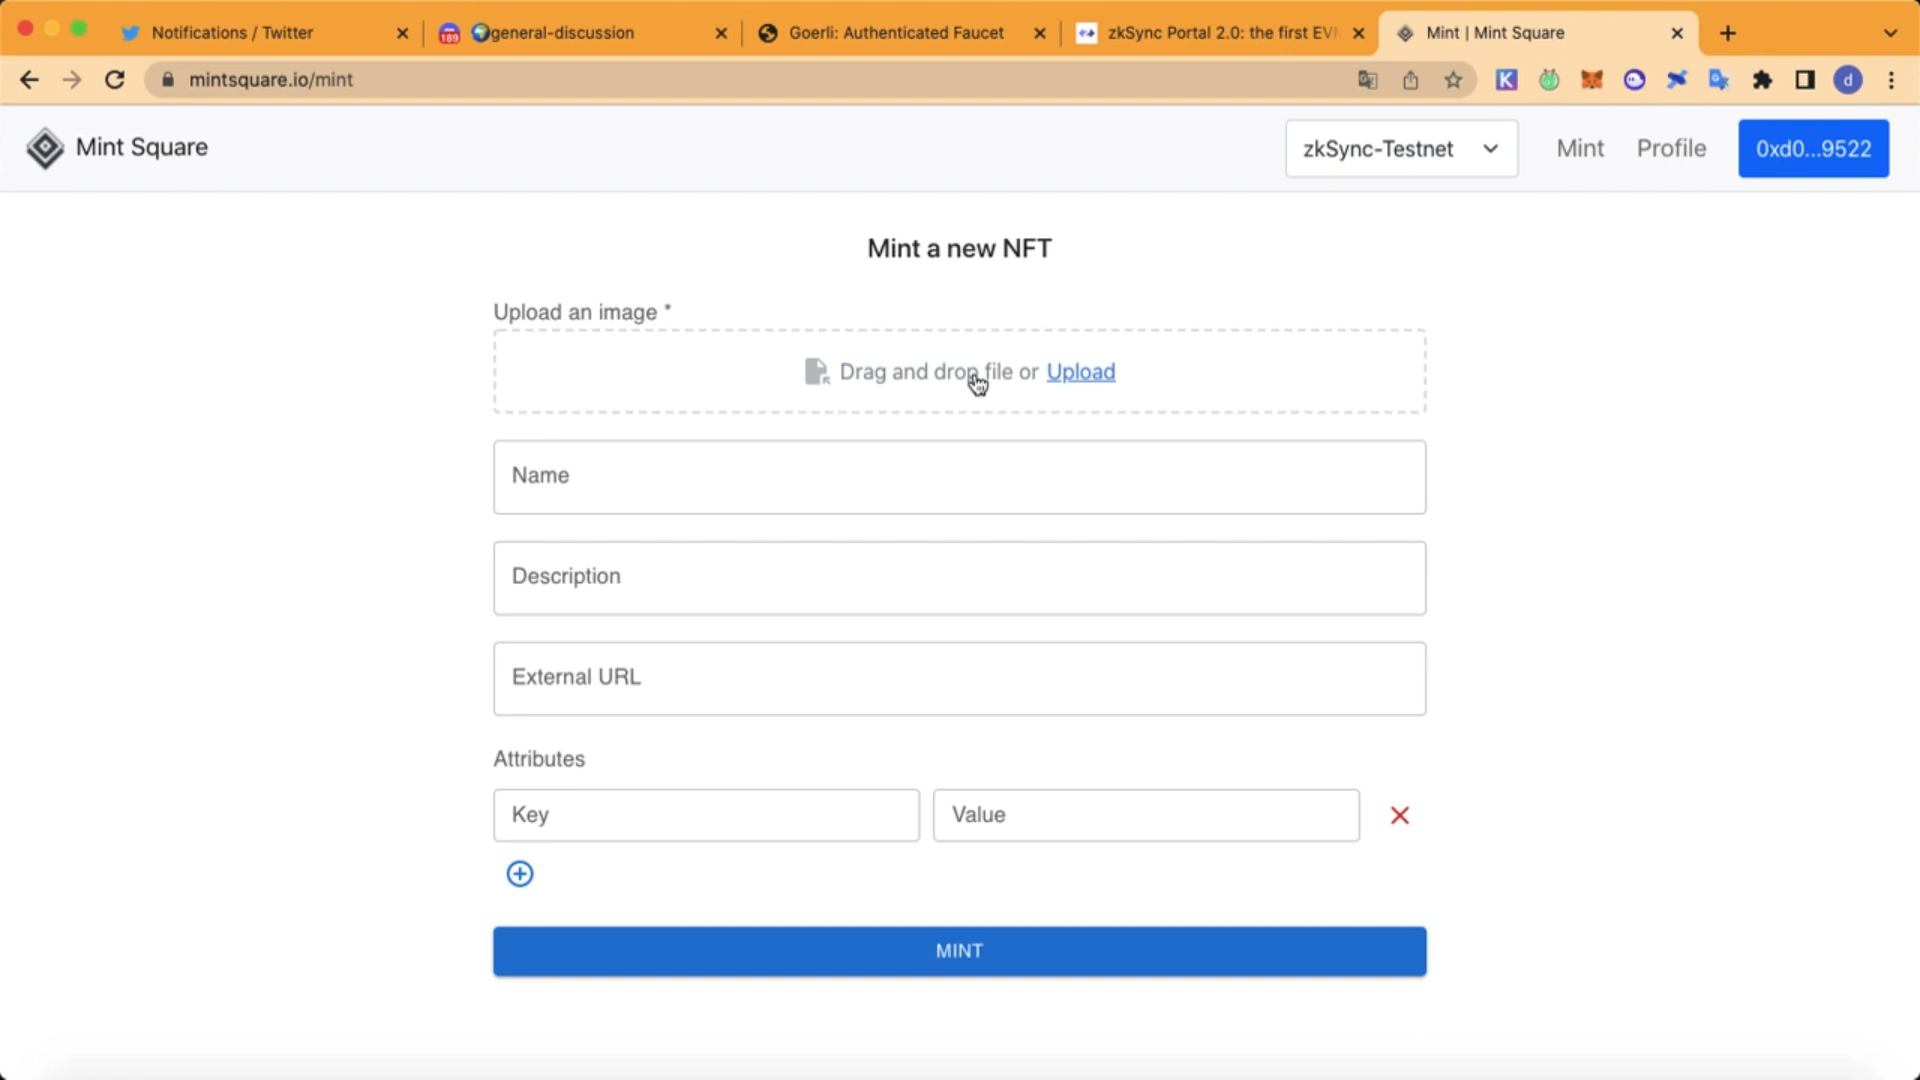 Notifications / Twitter
189
general-discussion
Goerli: Authenticated Faucet
zkSync Portal 2.0: the first EVM
Mint | Mint Square
mintsquare.io/mint
K
d
Mint Square
zkSync-Testnet
Mint
Profile
0xd0...9522
Mint a new NFT
Upload an image *
Drag and drop file or Upload
Name
Description
External URL
Attributes
Key
Value
MINT